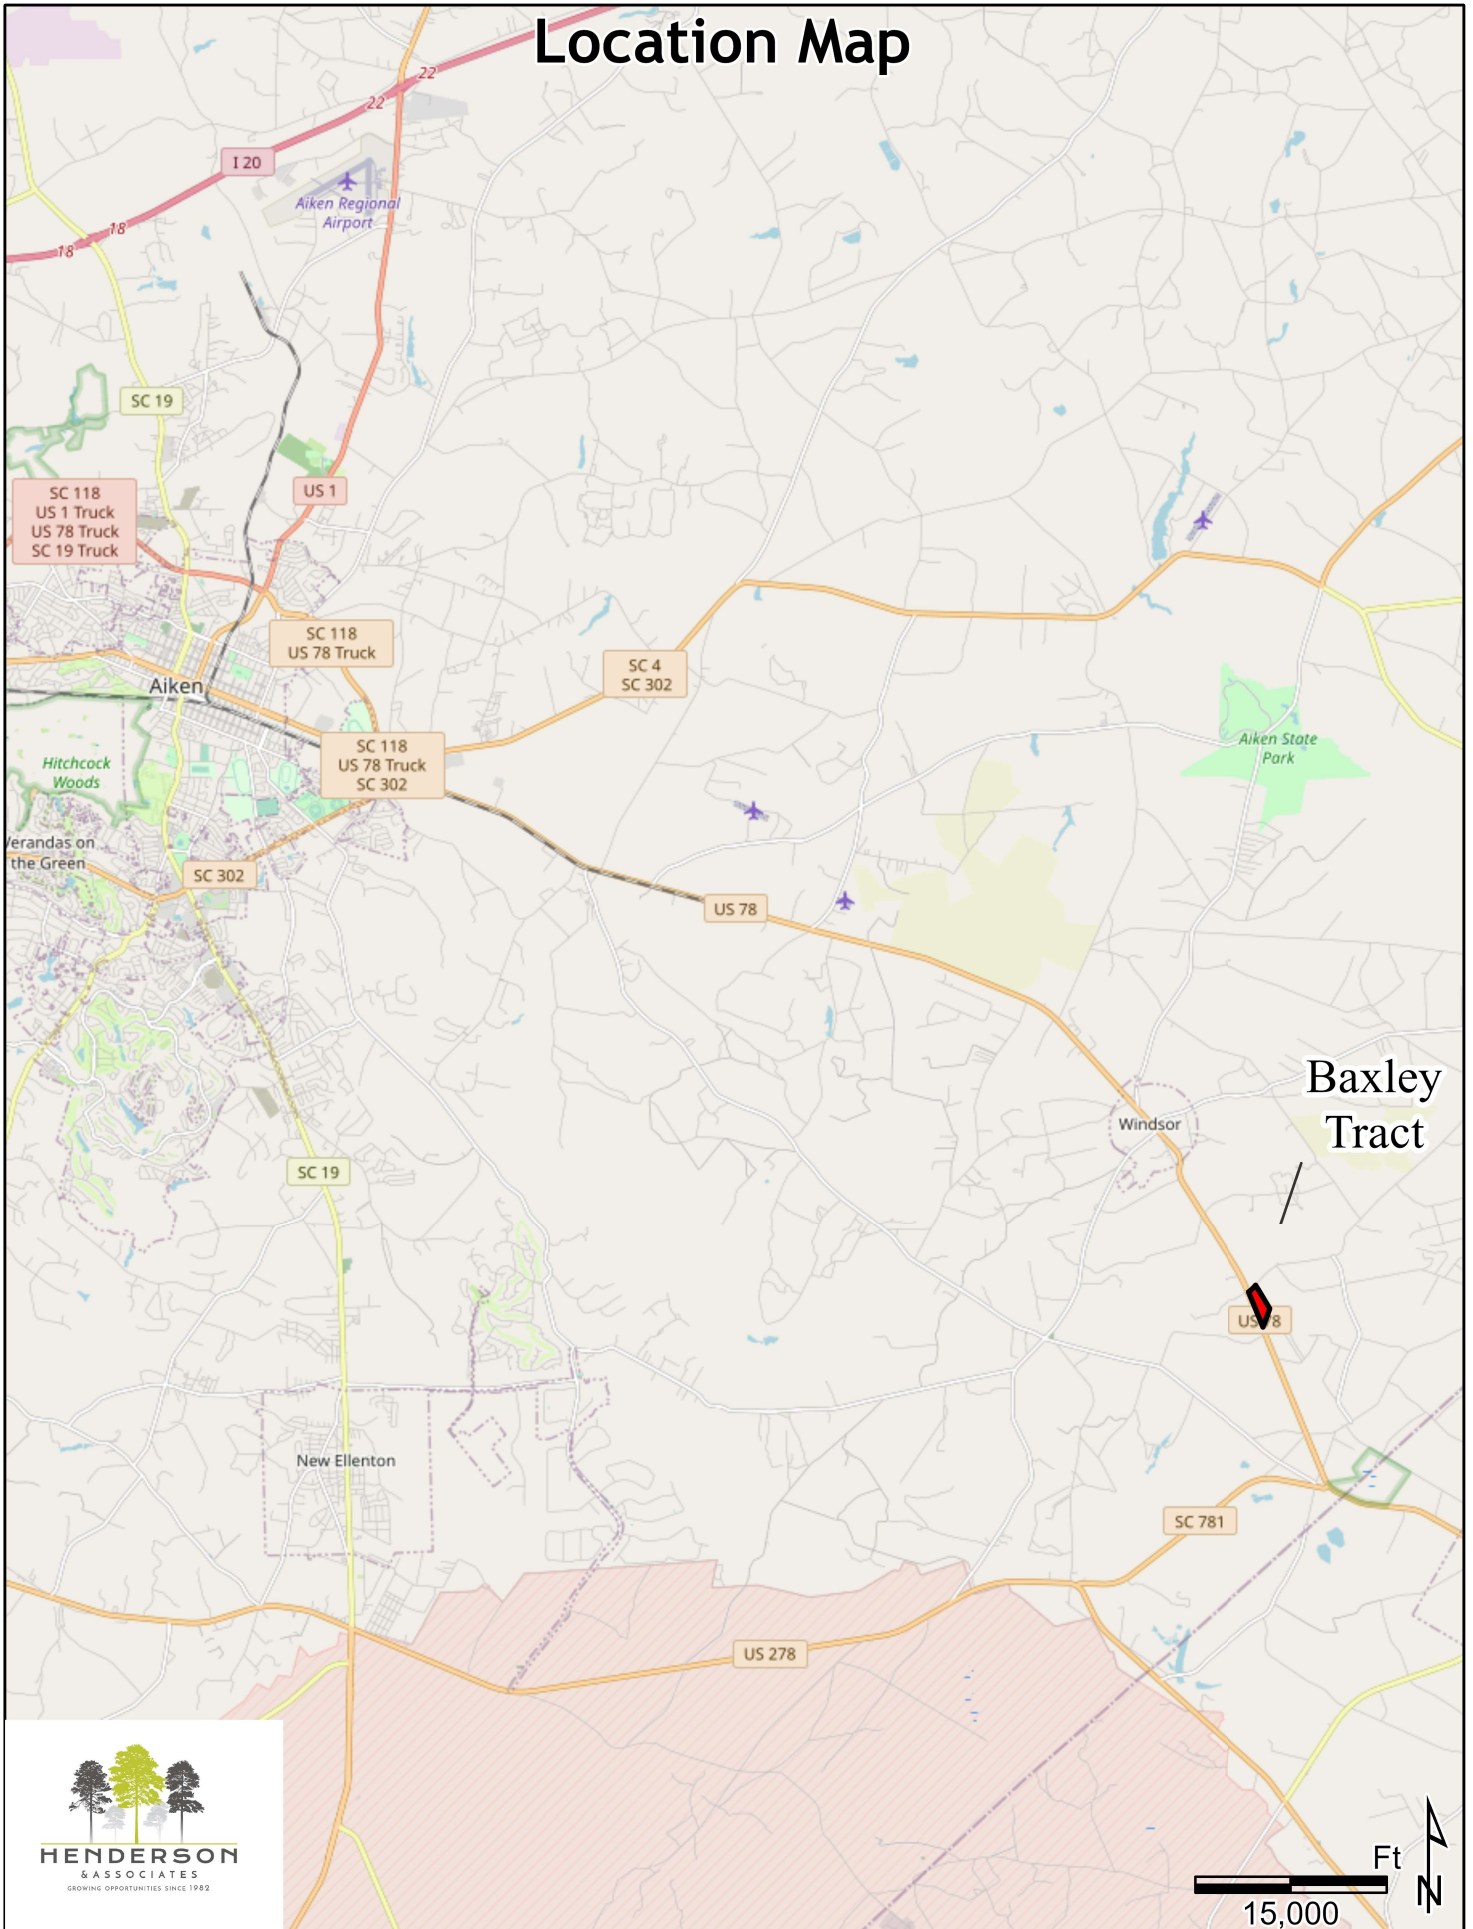 Location Map
22
22
I 20
Aiken Regional
Airport
18
18
SC 19
SC 118
US 1 Truck
US 78 Truck
SC 19 Truck
US 1
SC 118
US 78 Truck
SC 4
SC 302
Aiken
SC 118
US 78 Truck
SC 302
Aiken State
Park
Hitchcock
Woods
Verandas on
the Green
SC 302
US 78
Baxley
Tract
Windsor
SC 19
US 78
New Ellenton
SC 781
US 278
HENDERSON
& ASSOCIATES
GROWING OPPORTUNITIES SINCE 1982
Ft
15,000
N